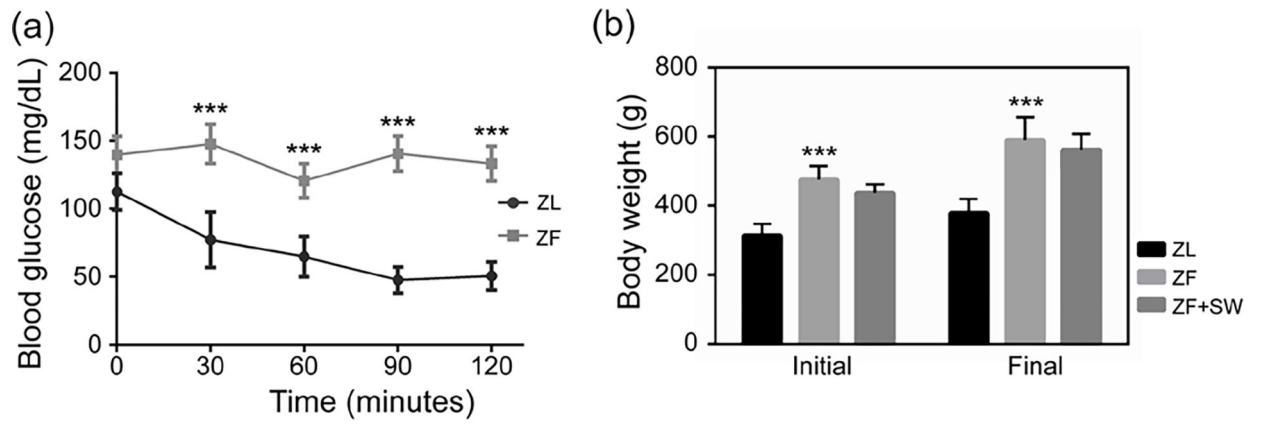 (a)
Blood glucose (mg/dL)
200
150
100
50
0
***
***
***
***
0 30 60 90 120
Time (minutes)
ZL
ZF
(b)
Body weight (g)
800
600
400
200
0
***
***
Initial Final
ZL
ZF
ZF+SW